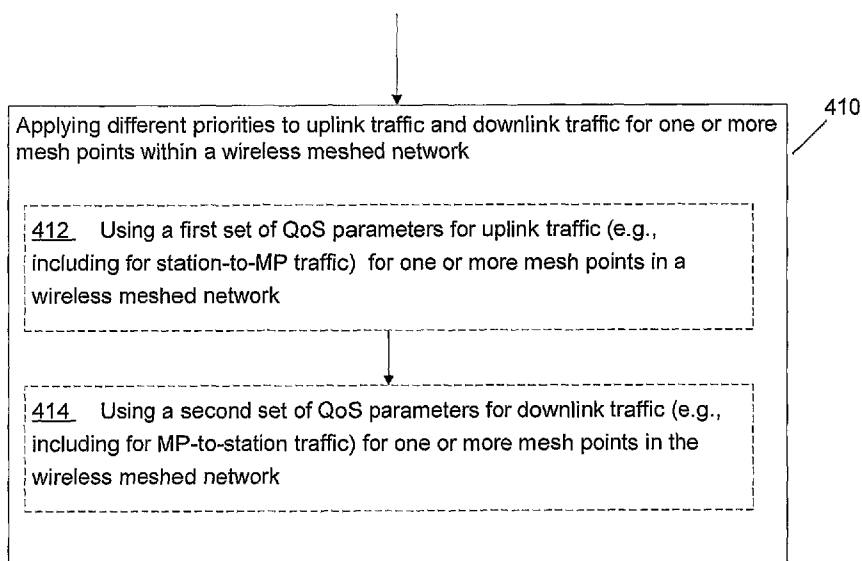 410
Applying different priorities to uplink traffic and downlink traffic for one or more
mesh points within a wireless meshed network
412 Using a first set of QoS parameters for uplink traffic (e.g.,
including for station-to-MP traffic) for one or more mesh points in a
wireless meshed network
414 Using a second set of QoS parameters for downlink traffic (e.g.,
including for MP-to-station traffic) for one or more mesh points in the
wireless meshed network